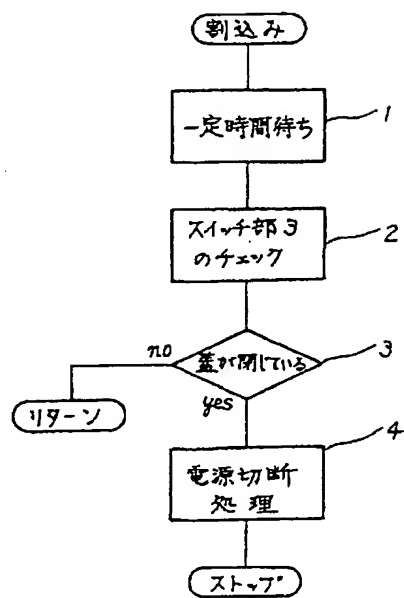 割込み
一定時間待ち
1
スイッチ部3
のチェック
2
蓋が閉じている
3
no
yes
リターン
電源切断
処理
4
ストップ